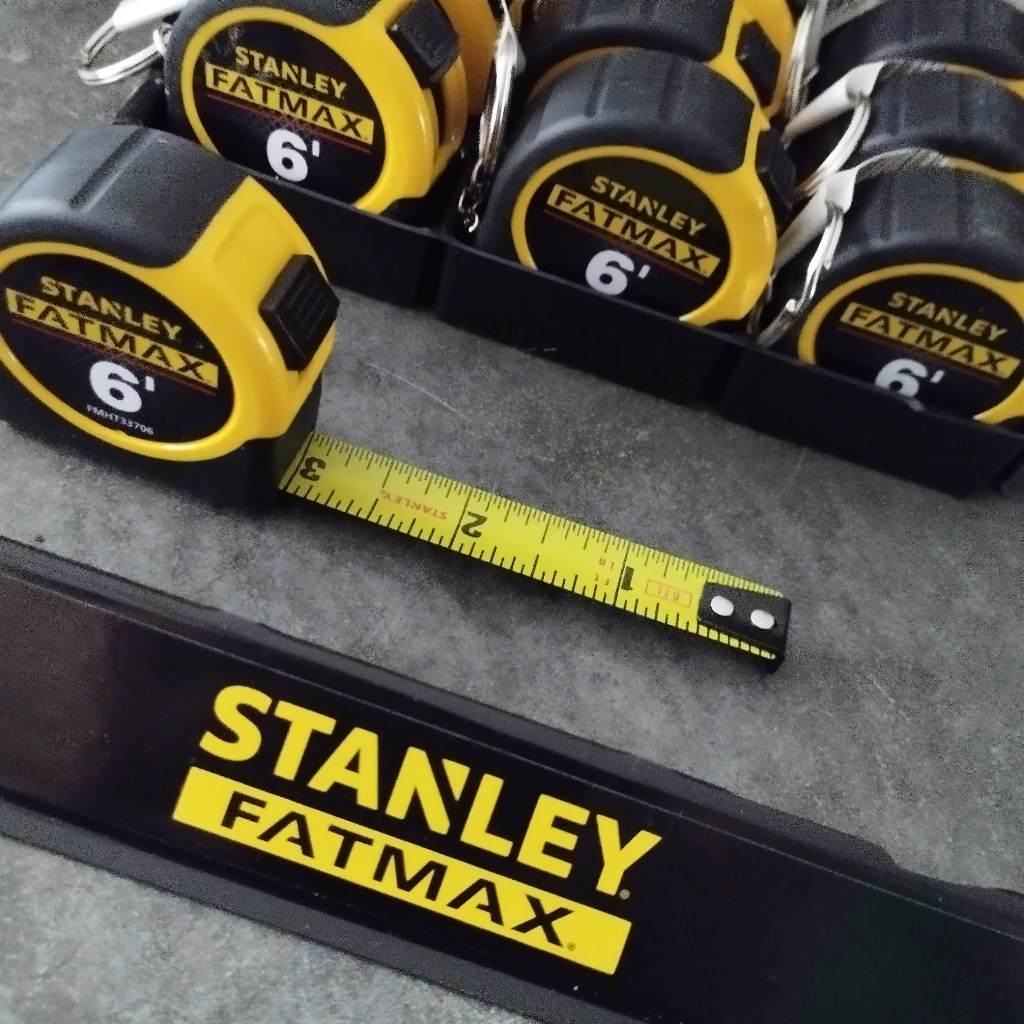 STANLEY
FATMAX
6'
STANLEY
FATMAX
6'
STANLEY
FATMAX
6'
STANLEY
FATMAX
6'
FMHT33706
3
STANLEY
2
1
STANLEY®
FATMAX®